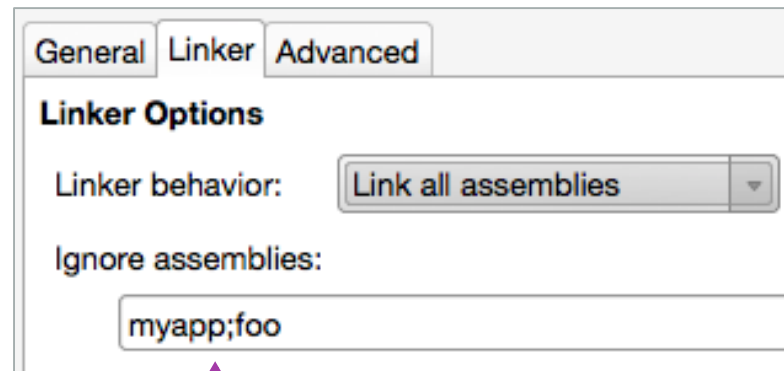 General Linker Advanced
Linker Options
Linker behavior: Link all assemblies
Ignore assemblies:
myapp;foo